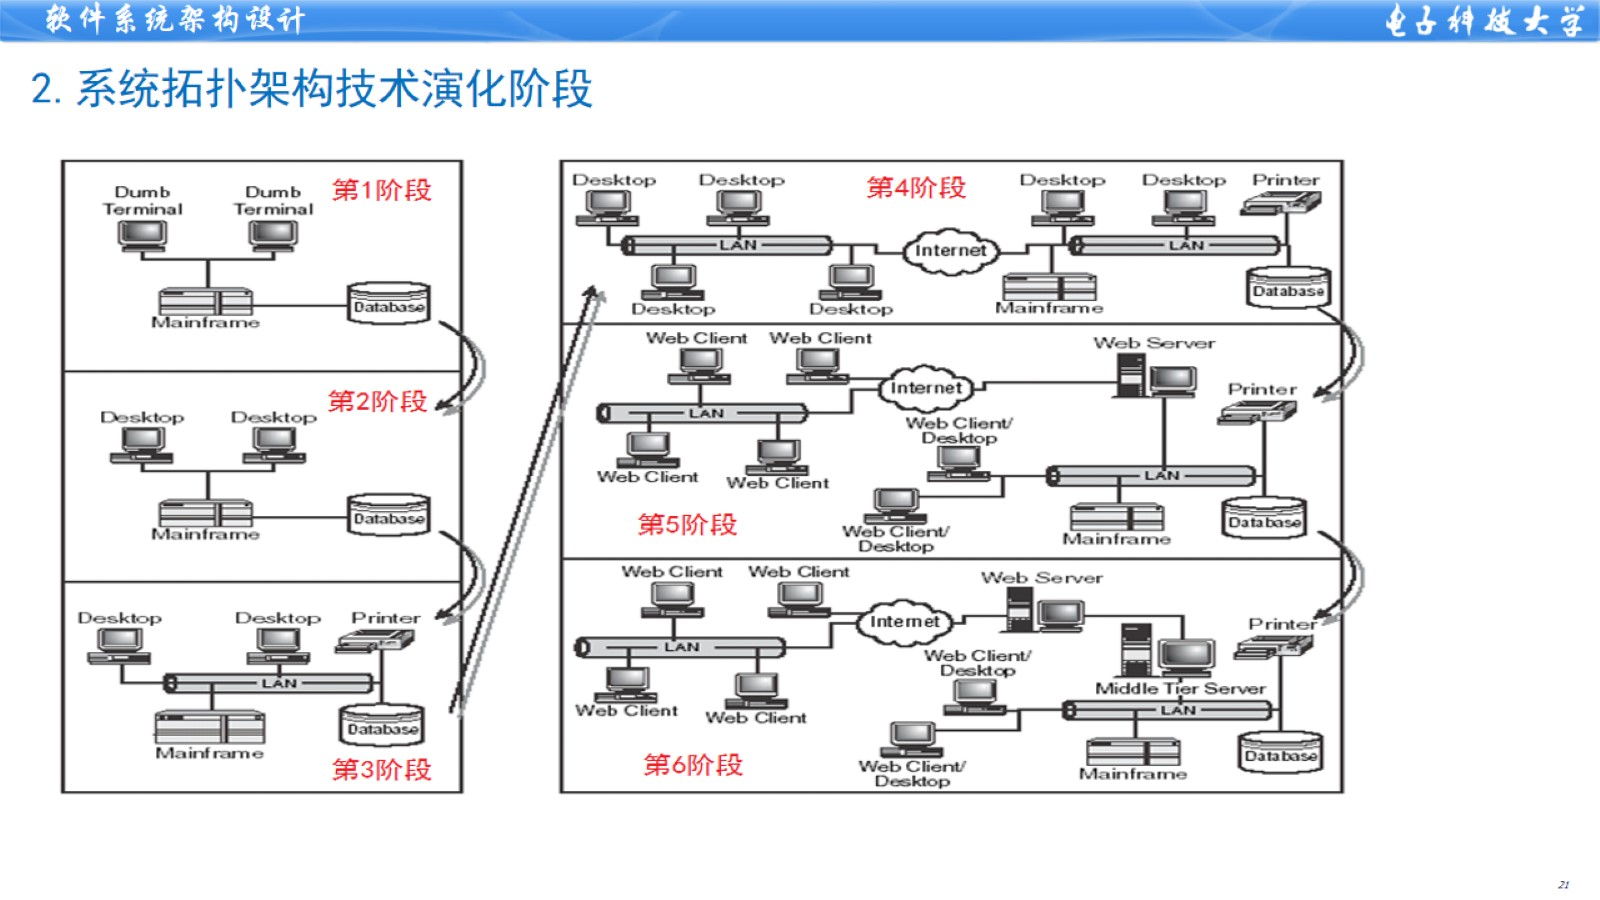 软件系统架构设计
电子科技大学
2. 系统拓扑架构技术演化阶段
Dumb Terminal
Dumb Terminal
第1阶段
Mainframe
Database
第2阶段
Desktop
Desktop
Mainframe
Database
Desktop
Desktop
Printer
LAN
Mainframe
Database
第3阶段
Desktop
Desktop
第4阶段
Desktop
Desktop
Printer
LAN
Internet
LAN
Desktop
Desktop
Mainframe
Database
Web Client
Web Client
Web Server
Internet
Printer
LAN
Web Client/
Desktop
Web Client
Web Client
LAN
第5阶段
Web Client/
Desktop
Mainframe
Database
Web Client
Web Client
Web Server
Internet
Printer
LAN
Web Client/
Desktop
Middle Tier Server
Web Client
Web Client
LAN
第6阶段
Web Client/
Desktop
Mainframe
Database
21